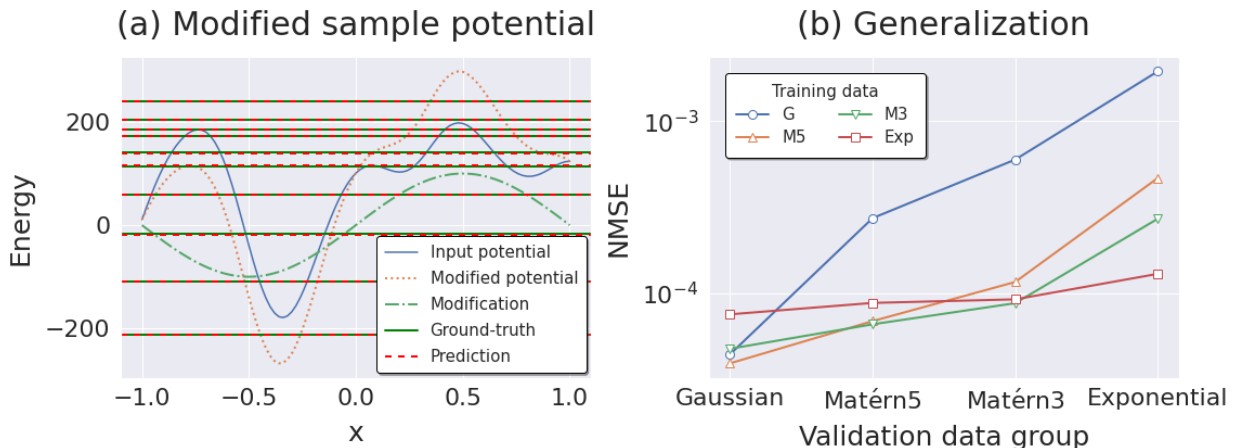 (a) Modified sample potential
Energy
200
0
−200
Input potential
Modified potential
Modification
Ground-truth
Prediction
−1.0 −0.5 0.0 0.5 1.0
x
(b) Generalization
NMSE
10⁻³
10⁻⁴
Training data
G M3
M5 Exp
Gaussian Matérn5 Matérn3 Exponential
Validation data group